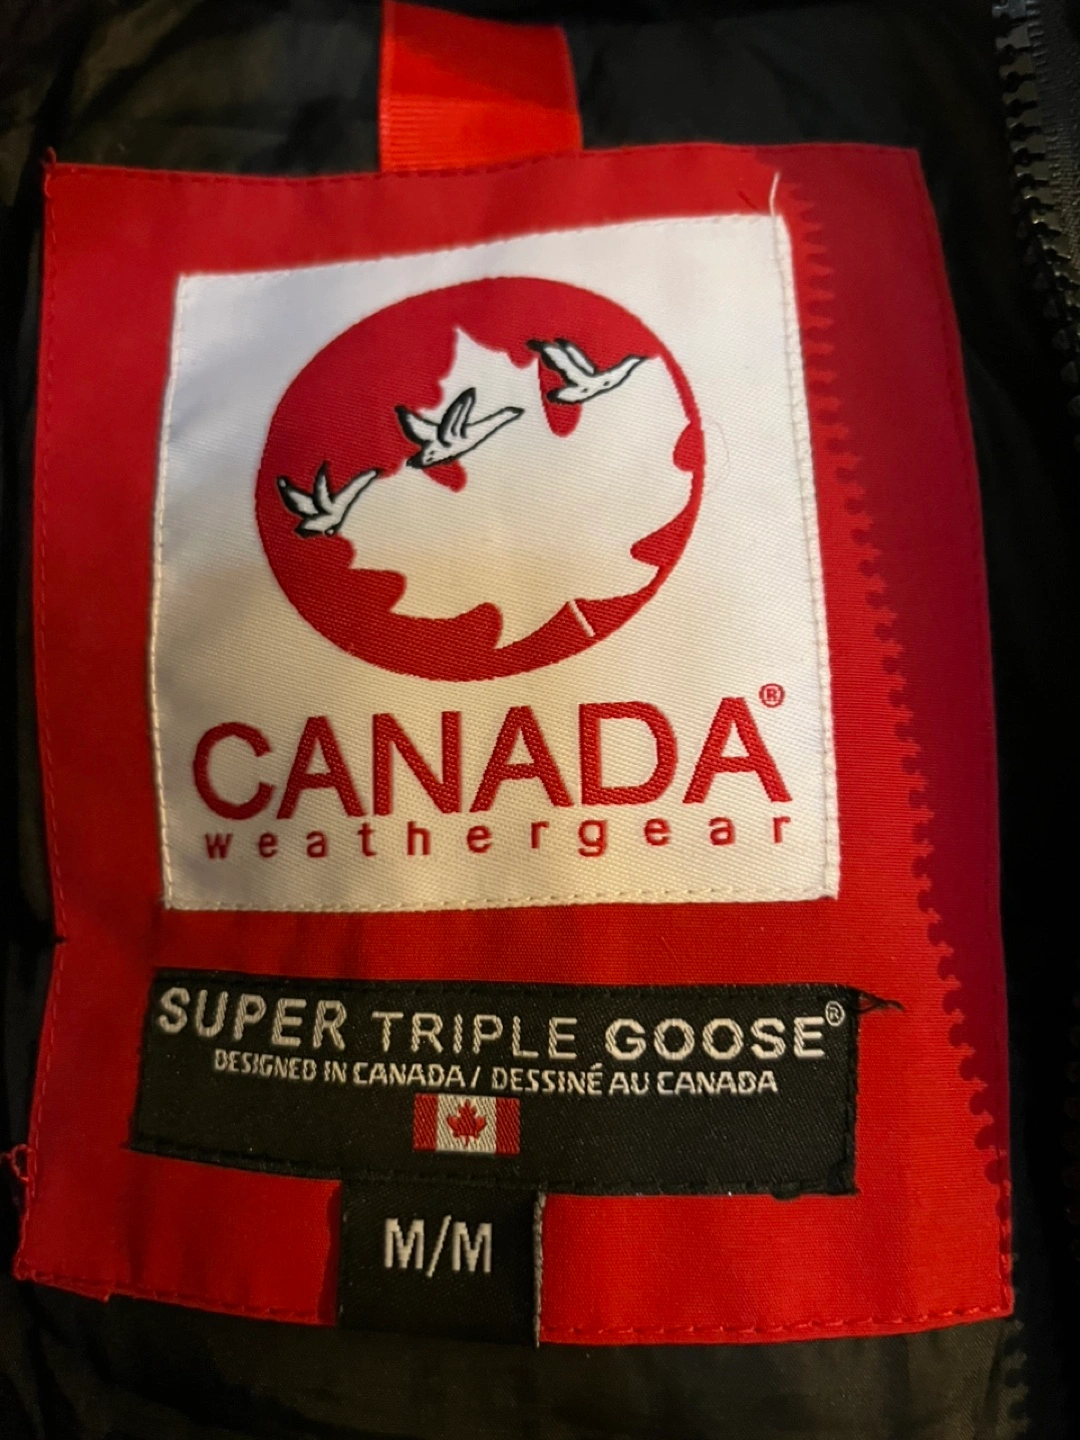 CANADA®
weathergear
SUPER TRIPLE GOOSE®
DESIGNED IN CANADA / DESSINÉ AU CANADA
M/M